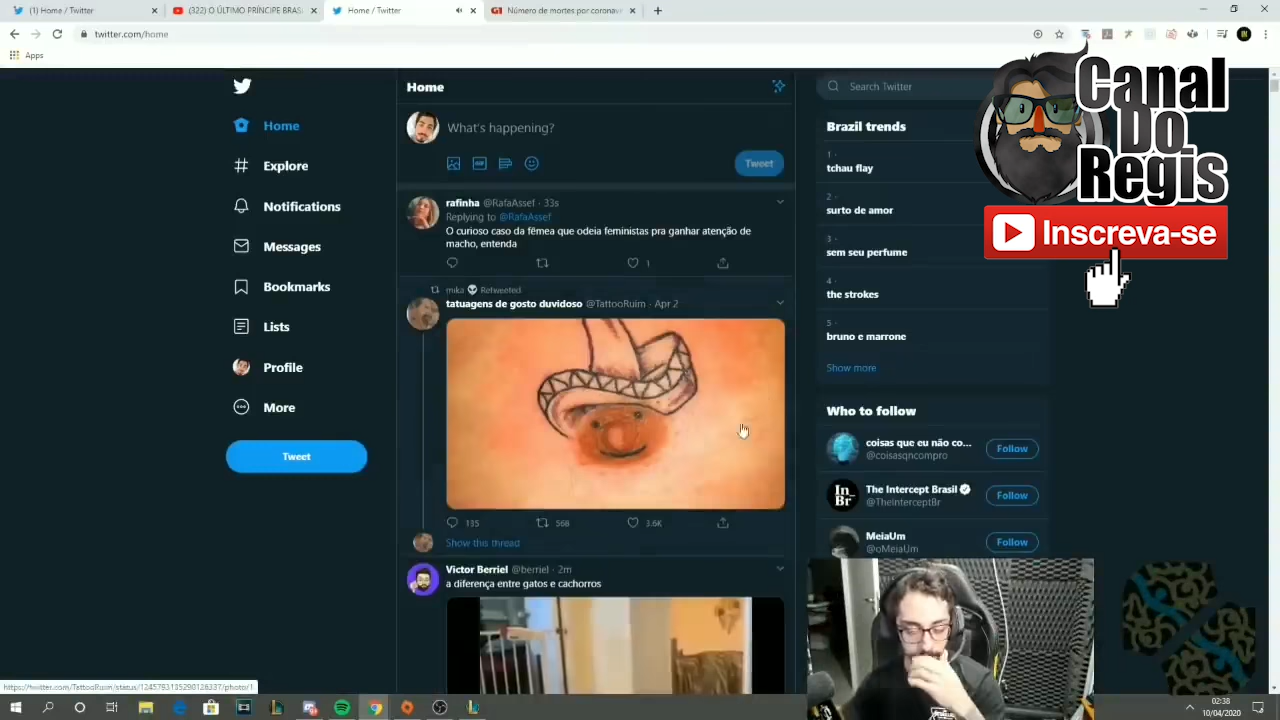 (1) Home / Twitter
(322) O ÚLTIMO PRÍNCIPE BRAS
Home / Twitter
Número de mortes por coronav
twitter.com/home
Apps
Home
Search Twitter
Canal
Do
Regis
Inscreva-se
Home
Explore
Notifications
Messages
Bookmarks
Lists
Profile
More
Tweet
What's happening?
GIF
Tweet
rafinha @RafaAssef · 33s
Replying to @RafaAssef
O curioso caso da fêmea que odeia feministas pra ganhar atenção de
macho, entenda
1
mika Retweeted
tatuagens de gosto duvidoso @TattooRuim · Apr 2
135 568 3.6K
Show this thread
Victor Berriel @berriel · 2m
a diferença entre gatos e cachorros
Brazil trends
1 ·
tchau flay
2 ·
surto de amor
3 ·
sem seu perfume
4 ·
the strokes
5 ·
bruno e marrone
Show more
Who to follow
coisas que eu não co...
@coisasqncompro
Follow
In_
Br
The Intercept Brasil
@TheInterceptBr
Follow
MeiaUm
@oMeiaUm
Follow
02:38
10/04/2020